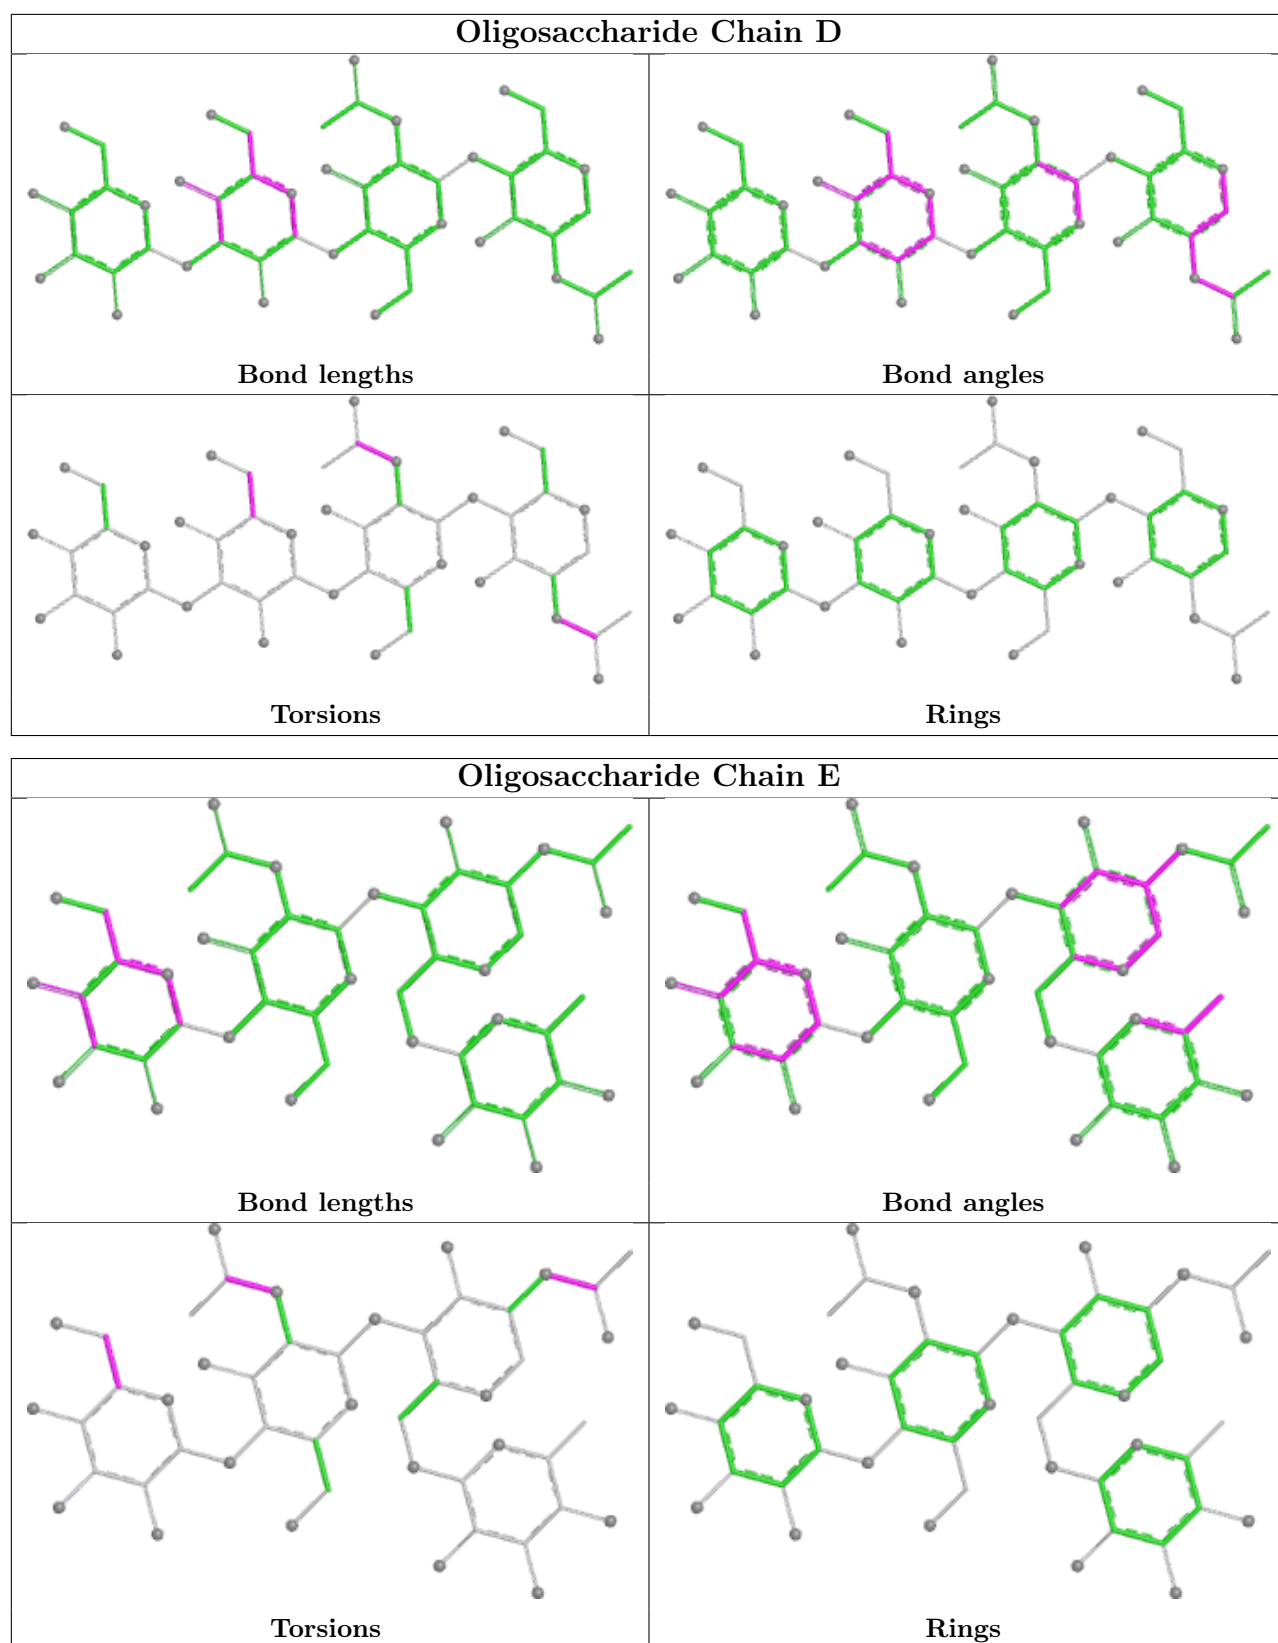 Oligosaccharide Chain D
Bond lengths
Bond angles
Torsions
Rings
Oligosaccharide Chain E
Bond lengths
Bond angles
Torsions
Rings